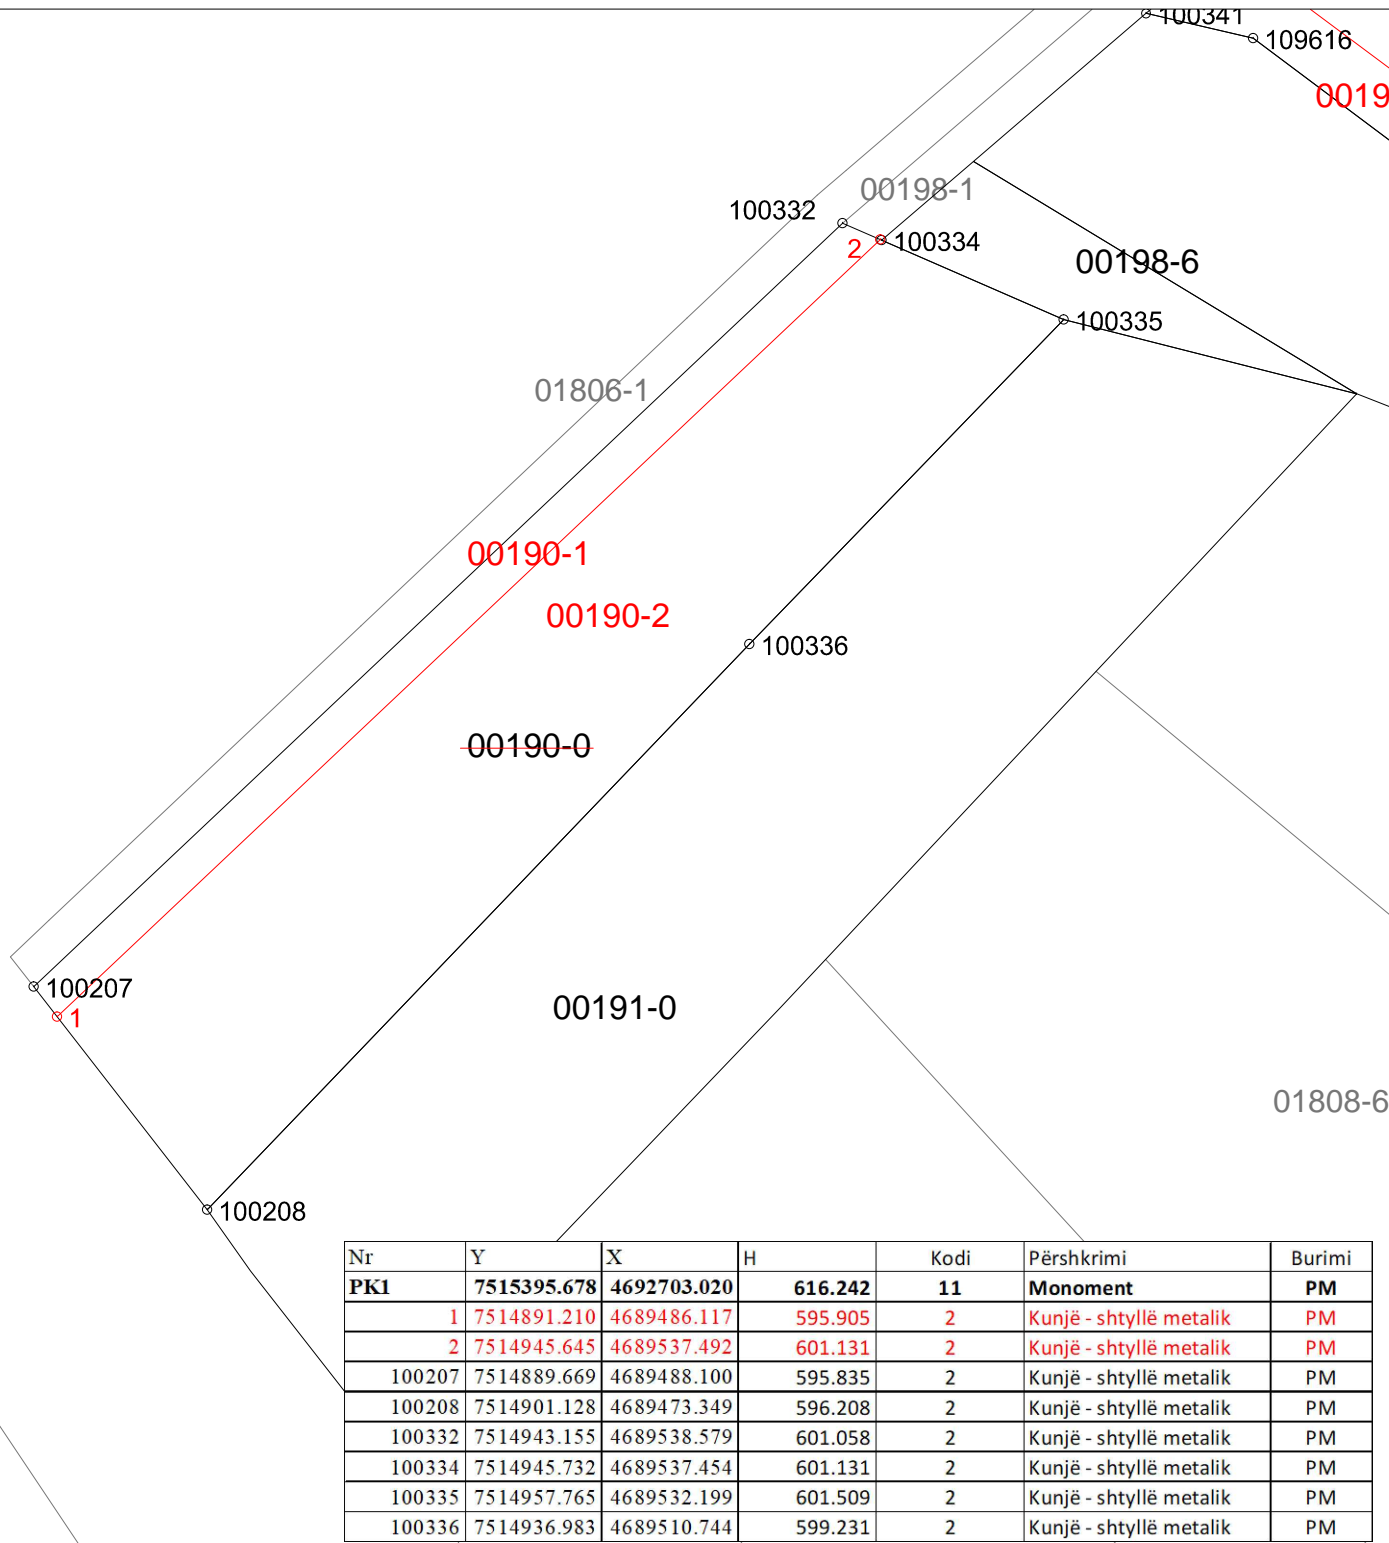 100341
109616
0019
00198-1
100332
2
100334
00198-6
100335
01806-1
00190-1
00190-2
100336
00190-0
100207
1
00191-0
01808-6
100208
Nr Y X H Kodi Përshkrimi Burimi
PK1 7515395.678 4692703.020 616.242 11 Monoment PM
1 7514891.210 4689486.117 595.905 2 Kunjë - shtyllë metalik PM
2 7514945.645 4689537.492 601.131 2 Kunjë - shtyllë metalik PM
100207 7514889.669 4689488.100 595.835 2 Kunjë - shtyllë metalik PM
100208 7514901.128 4689473.349 596.208 2 Kunjë - shtyllë metalik PM
100332 7514943.155 4689538.579 601.058 2 Kunjë - shtyllë metalik PM
100334 7514945.732 4689537.454 601.131 2 Kunjë - shtyllë metalik PM
100335 7514957.765 4689532.199 601.509 2 Kunjë - shtyllë metalik PM
100336 7514936.983 4689510.744 599.231 2 Kunjë - shtyllë metalik PM